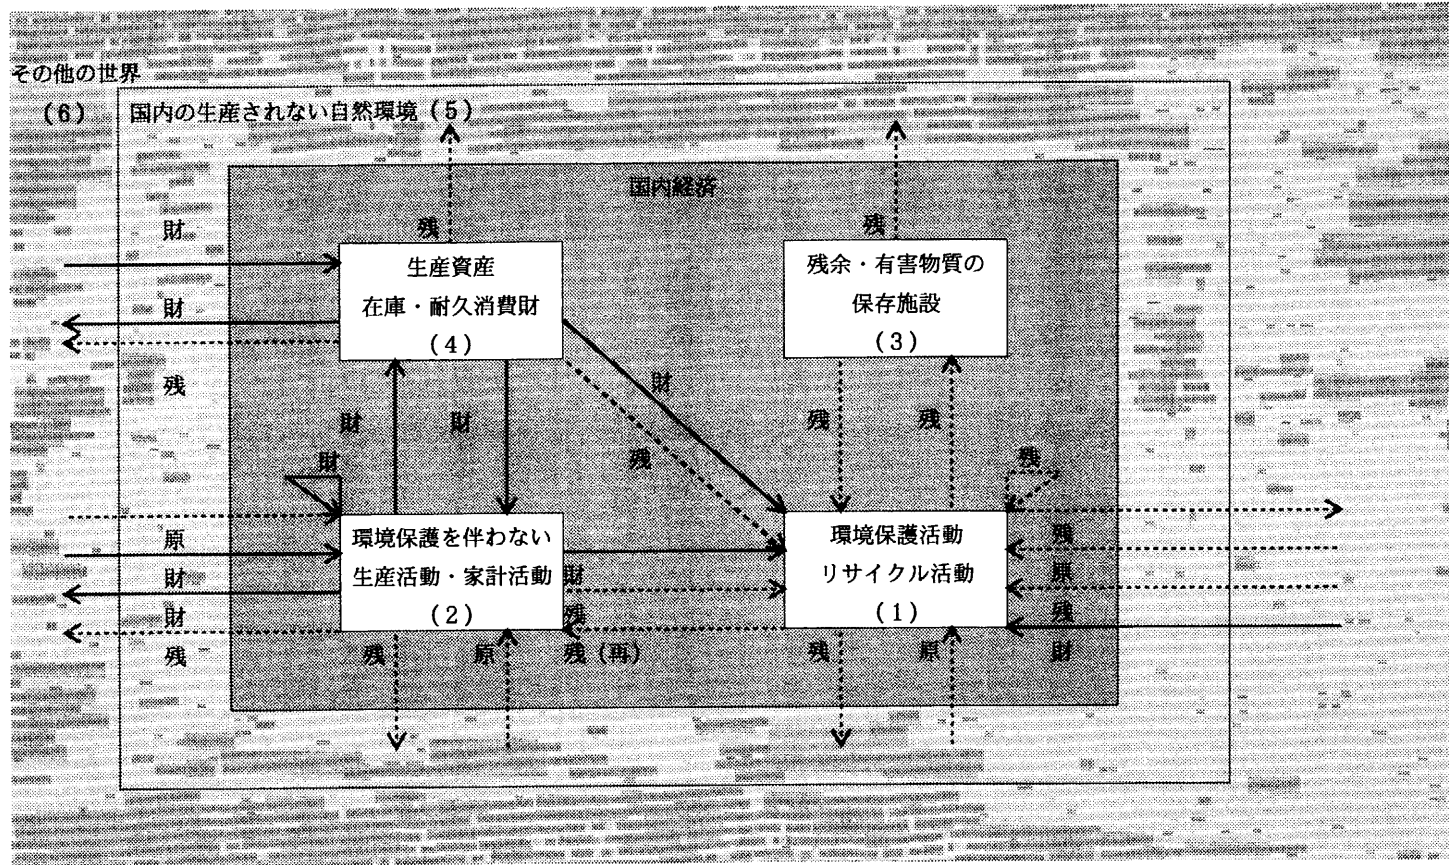 その他の世界
(6)
国内の生産されない自然環境(5)
国内経済
財
残
残
生産資産
在庫・耐久消費財
(4)
残余・有害物質の
保存施設
(3)
財
残
財
財
財
残
残
残
財
残
環境保護を伴わない
生産活動・家計活動
(2)
環境保護活動
リサイクル活動
(1)
原
財
財
残
財
残
残(再)
残
原
残
財
残
原
残
原